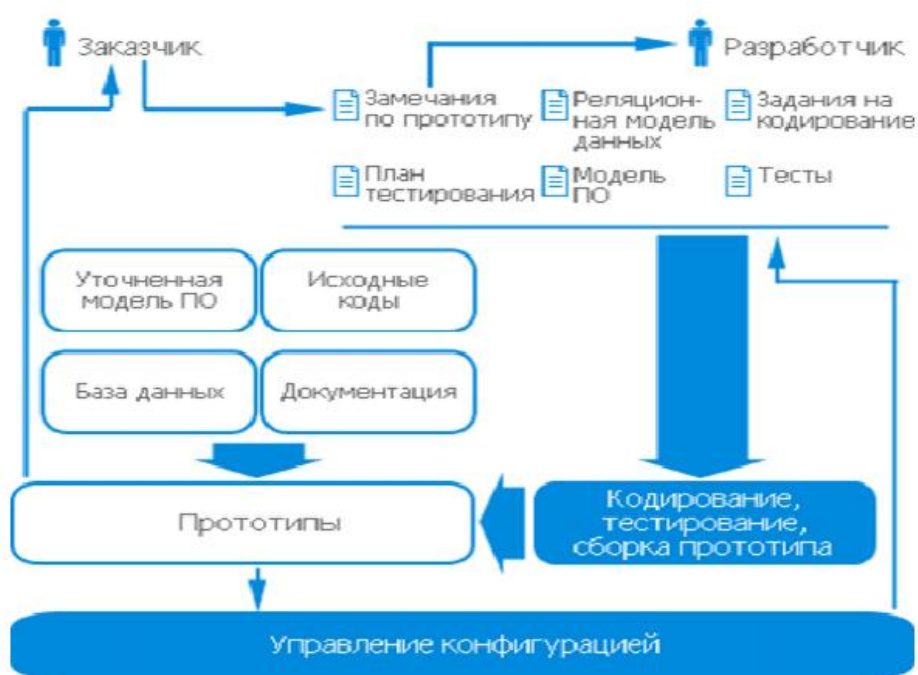 Заказчик
Разработчик
Замечания
по прототипу
Реляцион-
ная модель
данных
Задания на
кодирование
План
тестирования
Модель
ПО
Тесты
Уточненная
модель ПО
Исходные
коды
База данных
Документация
Прототипы
Кодирование,
тестирование,
сборка прототипа
Управление конфигурацией